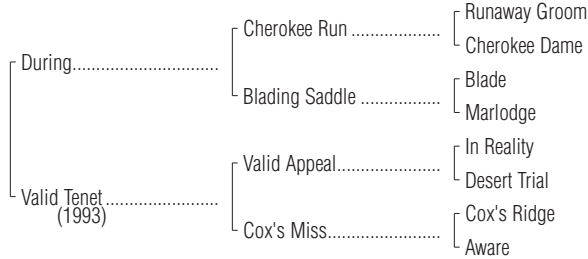 Runaway Groom
Cherokee Run ....................
Cherokee Dame
During.................................
Blade
Blading Saddle ..................
Marlodge
In Reality
Valid Appeal.......................
Desert Trial
Valid Tenet .........................
(1993)
Cox's Ridge
Cox's Miss.........................
Aware